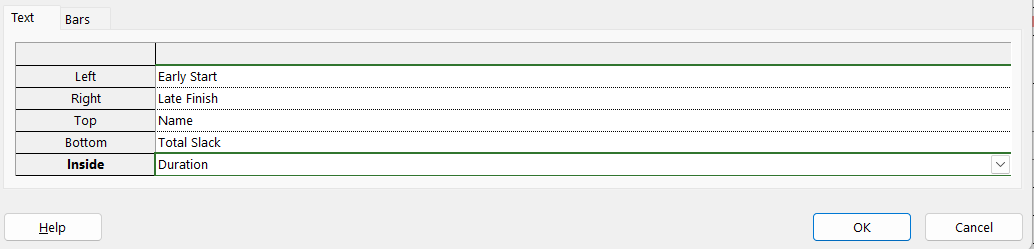 Text Bars
Left Early Start
Right Late Finish
Top Name
Bottom Total Slack
Inside Duration
Help OK Cancel